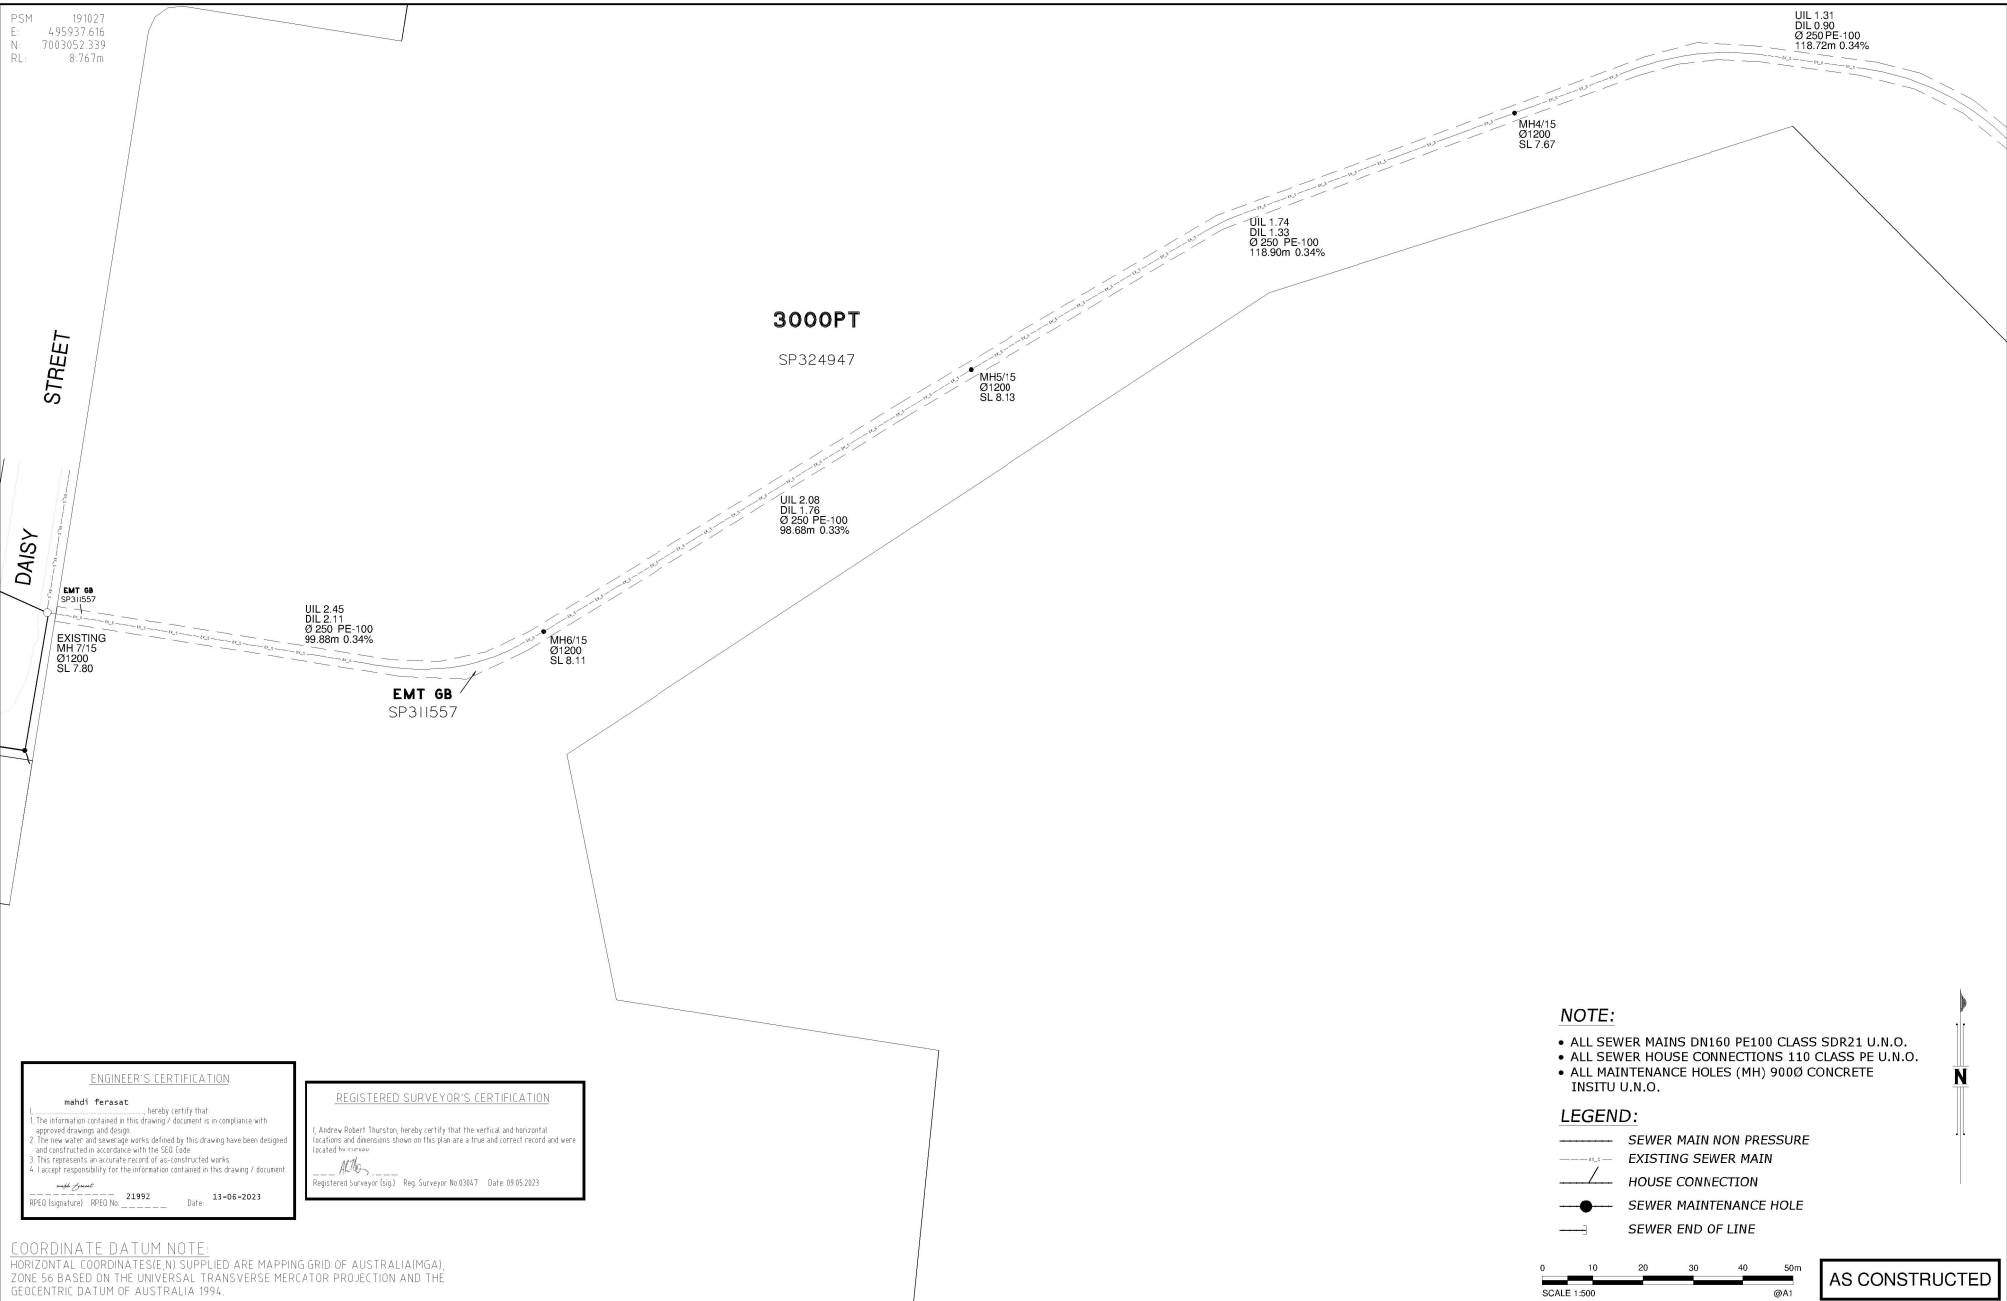 PSM 191027
E: 495937.616
N: 7003052.339
RL: 8.767m
UIL 1.31
DIL 0.90
Ø 250 PE-100
118.72m 0.34%
MH4/15
Ø1200
SL 7.67
UIL 1.74
DIL 1.33
Ø 250 PE-100
118.90m 0.34%
3000PT
SP324947
MH5/15
Ø1200
SL 8.13
DAISY STREET
UIL 2.08
DIL 1.76
Ø 250 PE-100
98.68m 0.33%
EMT GB
SP311557
UIL 2.45
DIL 2.11
Ø 250 PE-100
99.88m 0.34%
EXISTING
MH 7/15
Ø1200
SL 7.80
MH6/15
Ø1200
SL 8.11
EMT GB
SP311557
ENGINEER'S CERTIFICATION
mahdi ferasat
I, hereby certify that:
1. The information contained in this drawing / document is in compliance with
approved drawings and design.
2. The new water and sewerage works defined by this drawing have been designed
and constructed in accordance with the SEQ Code.
3. This represents an accurate record of as-constructed works.
4. I accept responsibility for the information contained in this drawing / document.
RPEQ (signature) RPEQ No. 21992 Date: 13-06-2023
REGISTERED SURVEYOR'S CERTIFICATION
I, Andrew Robert Thurston, hereby certify that the vertical and horizontal
locations and dimensions shown on this plan are a true and correct record and were
located by survey
Registered Surveyor (sig.) Reg. Surveyor No.03047 Date: 09.05.2023
COORDINATE DATUM NOTE:
HORIZONTAL COORDINATES(E,N) SUPPLIED ARE MAPPING GRID OF AUSTRALIA(MGA),
ZONE 56 BASED ON THE UNIVERSAL TRANSVERSE MERCATOR PROJECTION AND THE
GEOCENTRIC DATUM OF AUSTRALIA 1994.
NOTE:
• ALL SEWER MAINS DN160 PE100 CLASS SDR21 U.N.O.
• ALL SEWER HOUSE CONNECTIONS 110 CLASS PE U.N.O.
• ALL MAINTENANCE HOLES (MH) 900Ø CONCRETE
INSITU U.N.O.
N
LEGEND:
SEWER MAIN NON PRESSURE
EXISTING SEWER MAIN
HOUSE CONNECTION
SEWER MAINTENANCE HOLE
SEWER END OF LINE
0 10 20 30 40 50m
SCALE 1:500 @A1
AS CONSTRUCTED